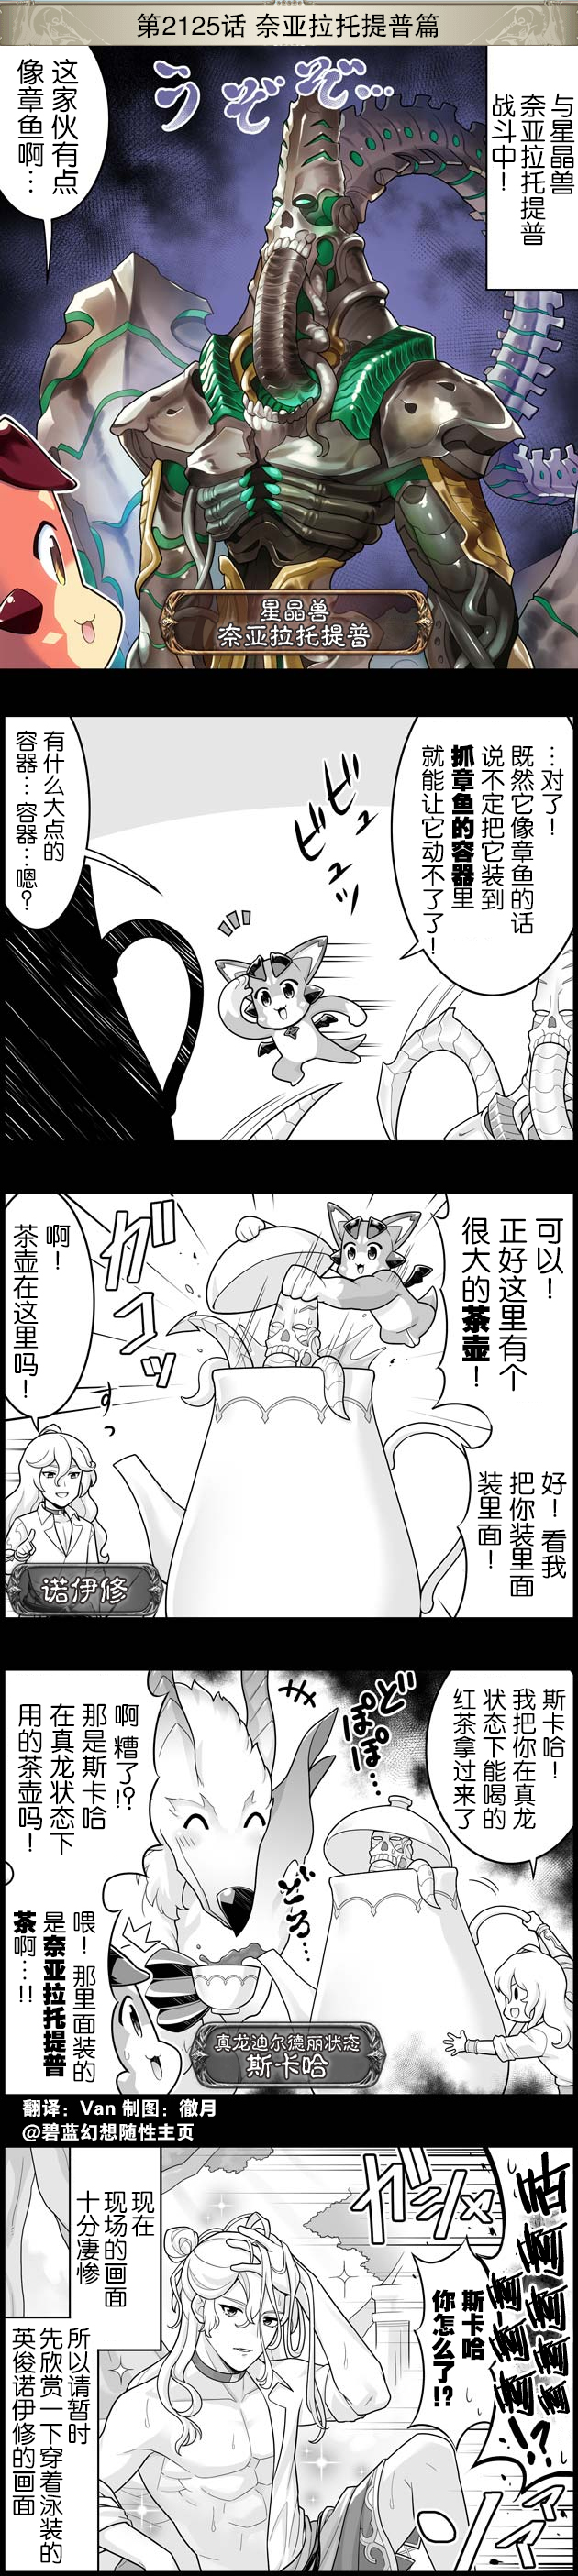 第2125话 奈亚拉托提普篇
与星晶兽
奈亚拉托提普
战斗中！
うぞぞぞ…
这家伙有点
像章鱼啊…
星晶兽
奈亚拉托提普
…对了！
既然它像章鱼的话
说不定把它装到
抓章鱼的容器里
就能让它动不了了！
ビュビュッ
有什么大点的
容器…容器…嗯？
可以！
正好这里有个
很大的茶壶！
好！看我
把你装里面
装里面！
ガッガッ
啊！
茶壶在这里吗！
すっ
诺伊修
斯卡哈！
我把你在真龙
状态下能喝的
红茶拿过来了
どぽぽ…
啊 糟了!?
那是斯卡哈
在真龙状态下
用的茶壶吗！
どろ…
喂！那里面装的
是奈亚拉托提普
茶啊…!!
真龙迪尔德丽状态
斯卡哈
翻译：Van 制图：徹月
@碧蓝幻想随性主页
ガシャ
斯卡哈
你怎么了!?
!?
现在
现场的画面
十分凄惨
所以请暂时
先欣赏一下穿着泳装的
英俊诺伊修的画面